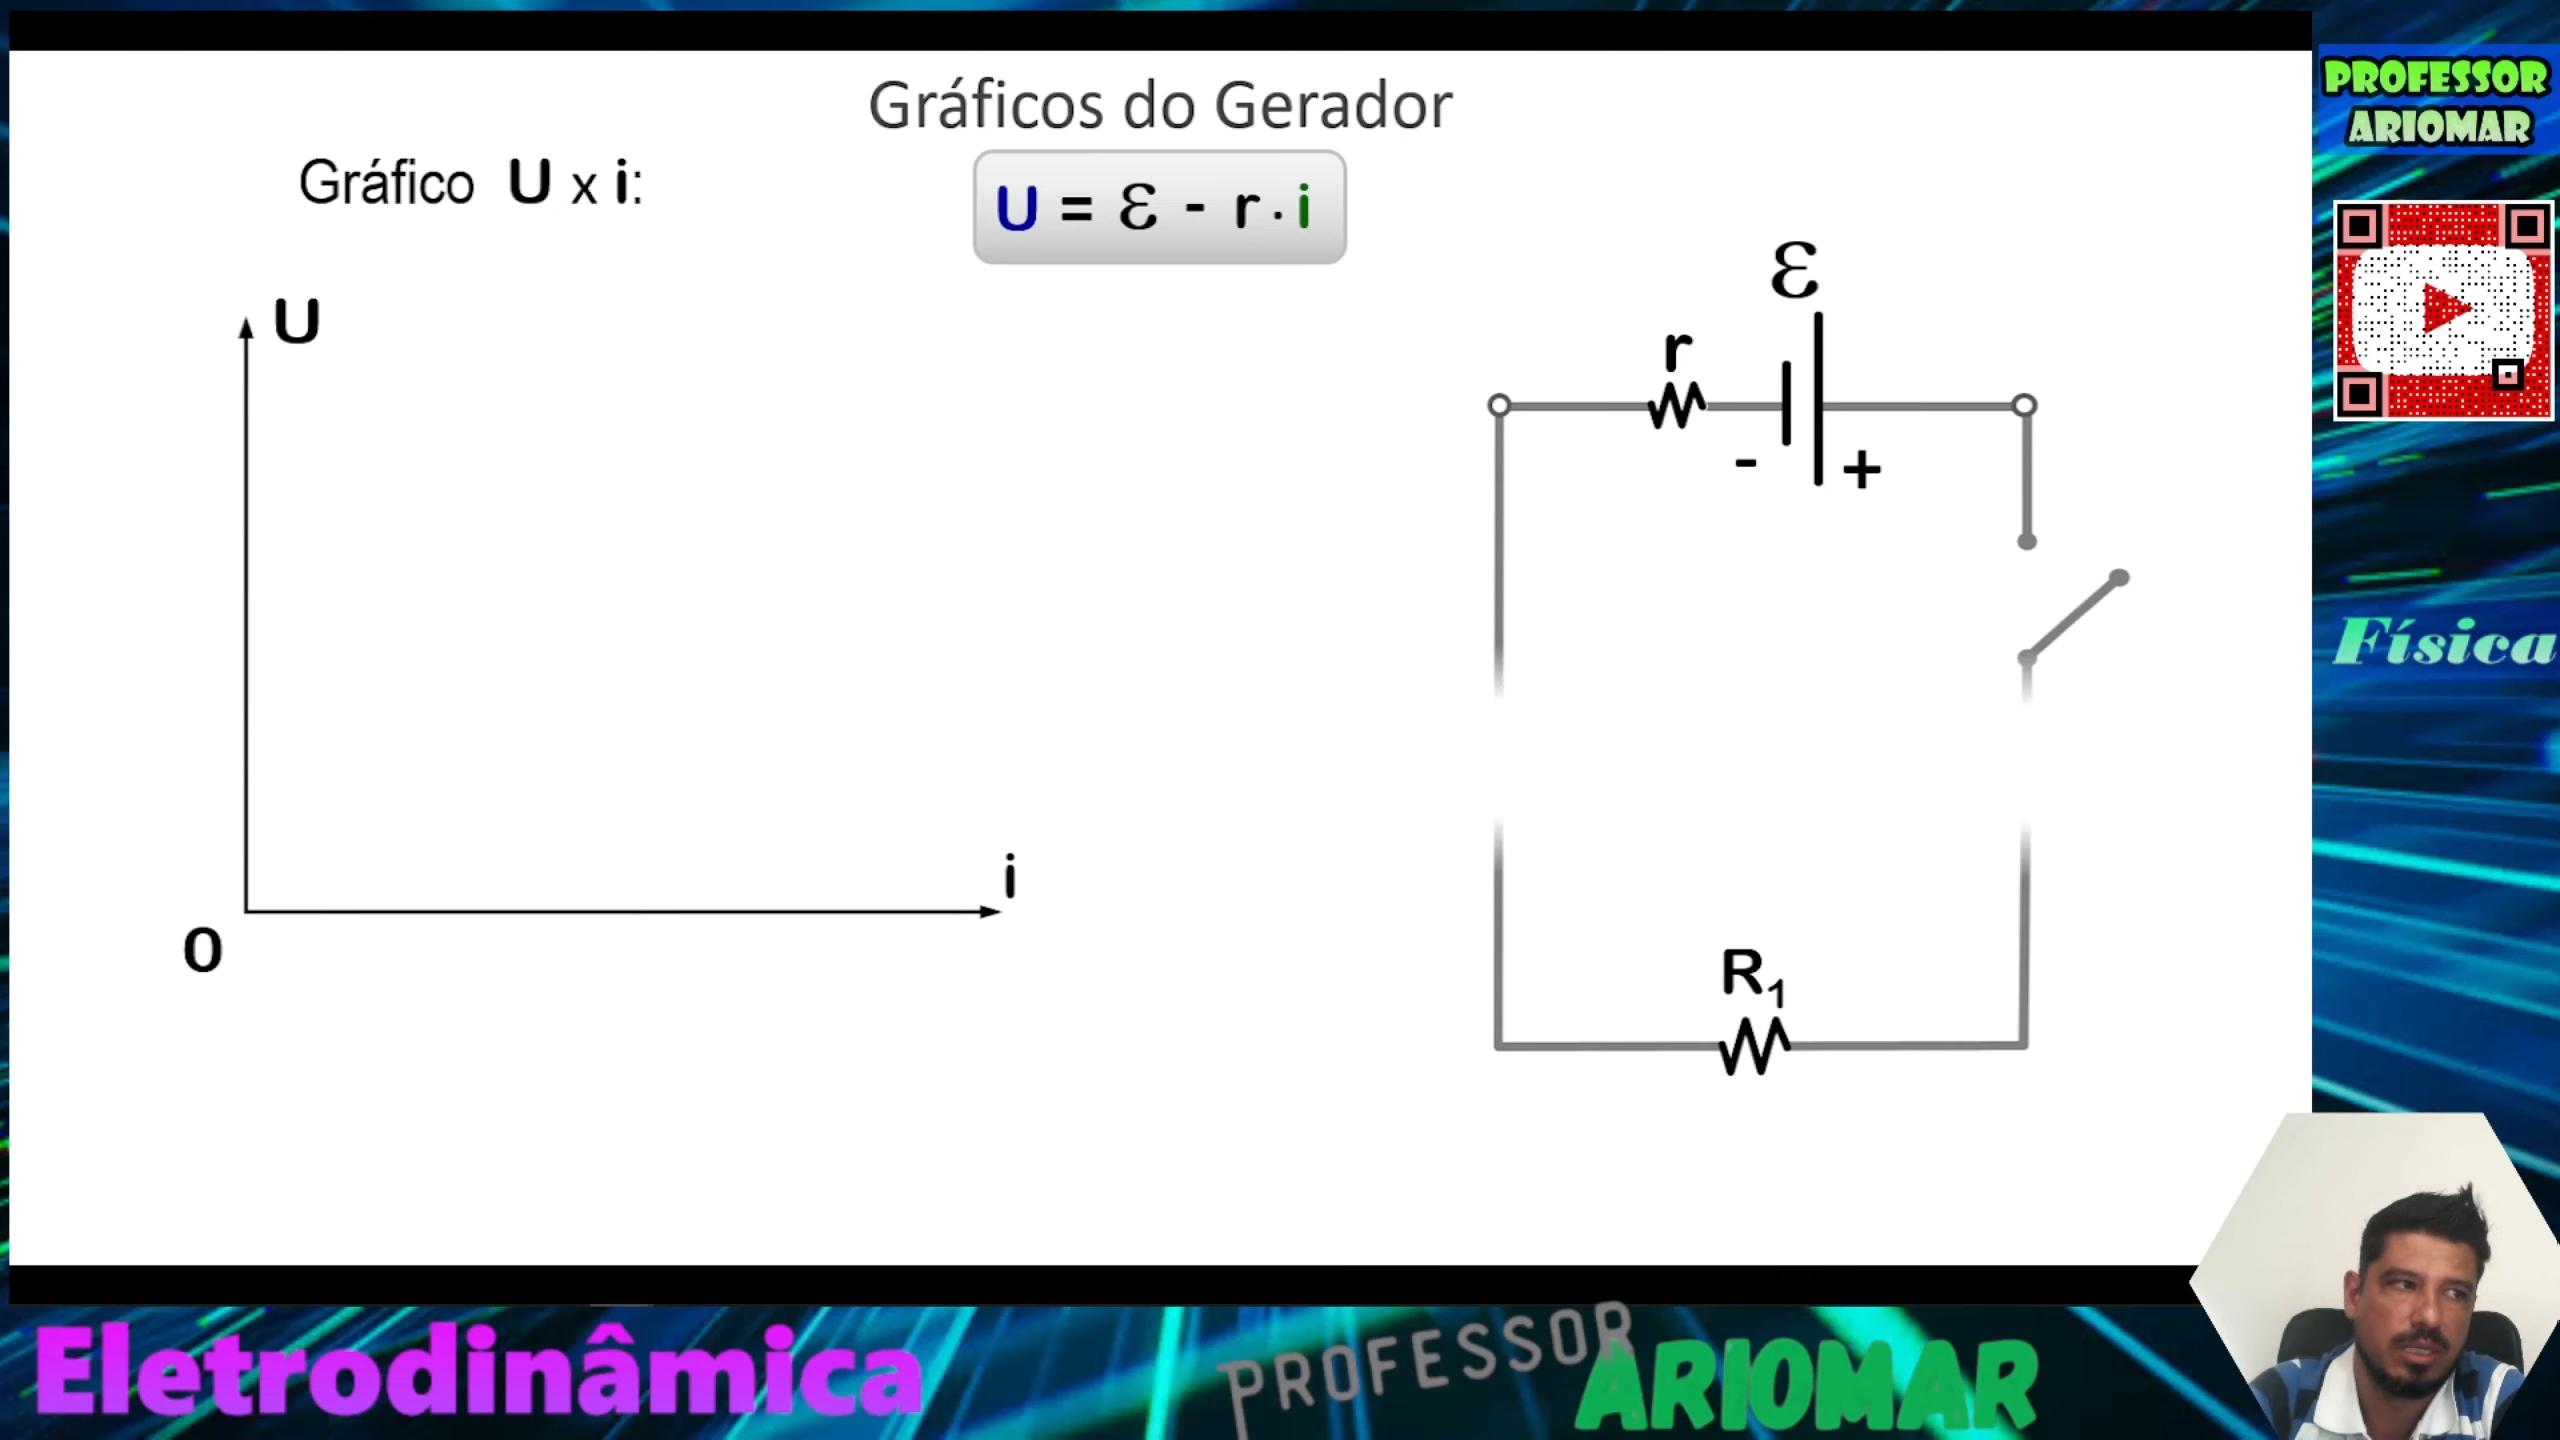 Gráficos do Gerador
Gráfico U x i:
U = ε - r · i
U
i
0
ε
r
- +
R₁
PROFESSOR
ARIOMAR
Física
Eletrodinâmica
PROFESSOR
ARIOMAR